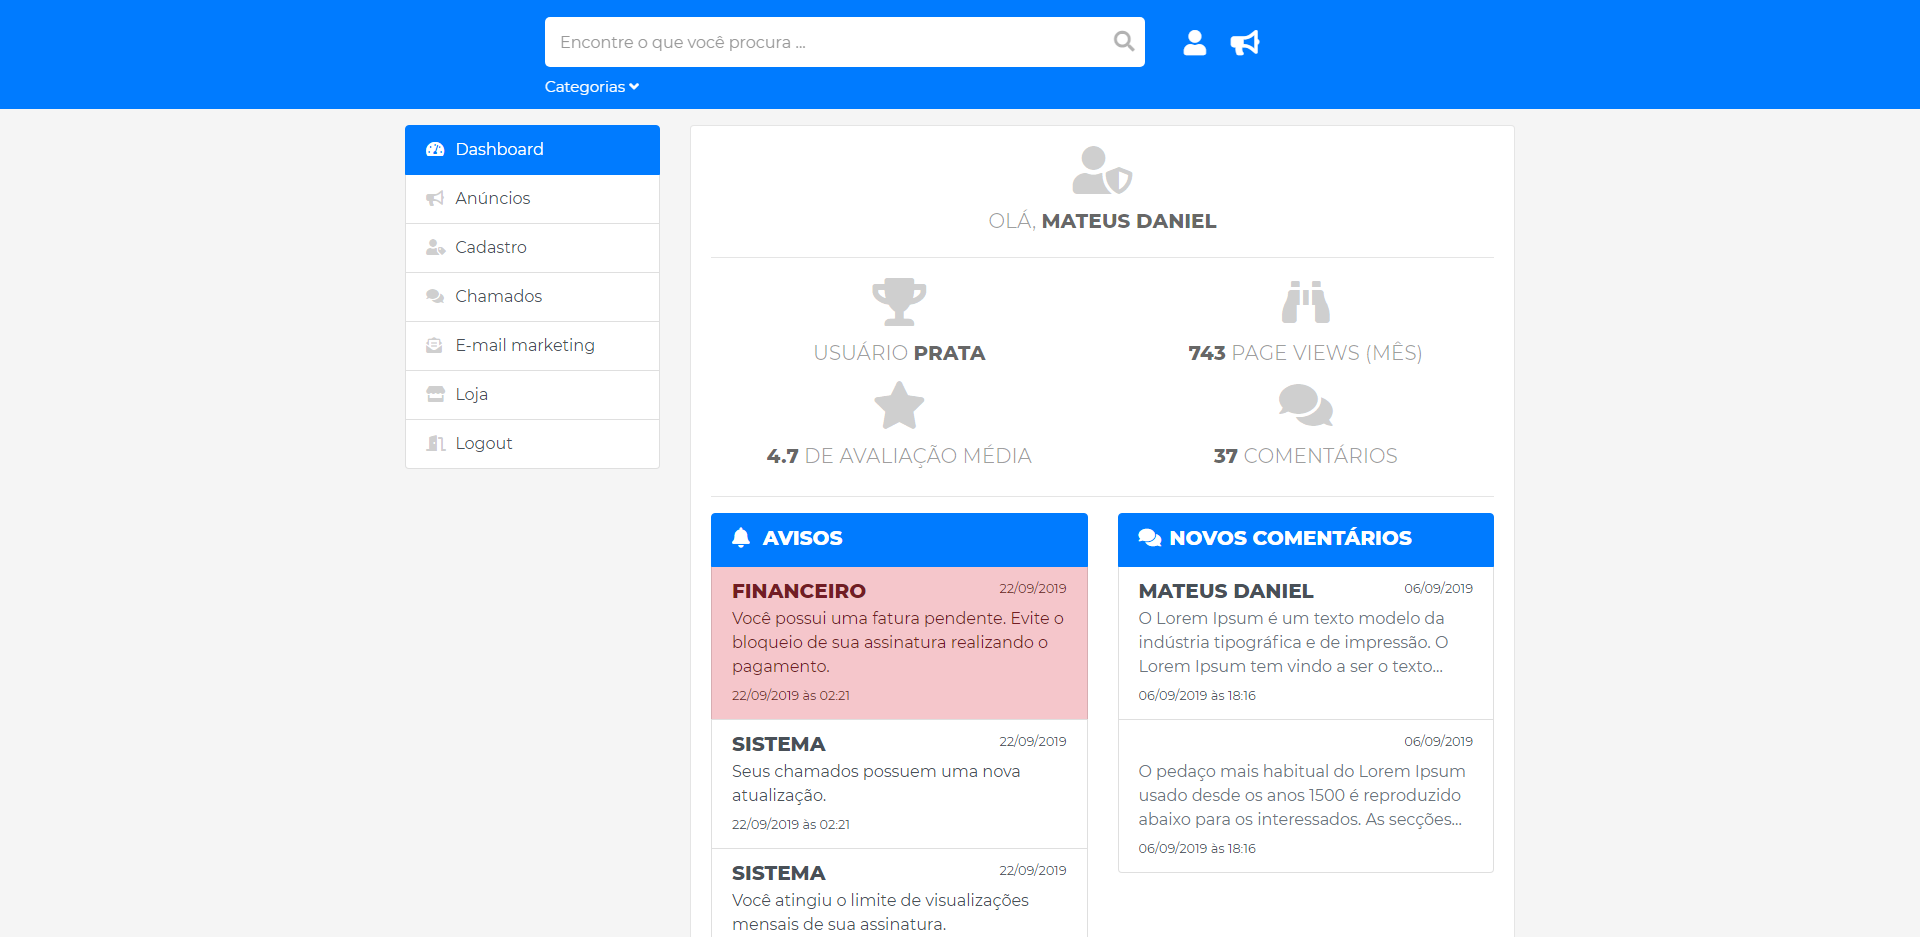 Encontre o que você procura ...
Categorias
Dashboard
Anúncios
Cadastro
Chamados
E-mail marketing
Loja
Logout
OLÁ, MATEUS DANIEL
USUÁRIO PRATA
743 PAGE VIEWS (MÊS)
4.7 DE AVALIAÇÃO MÉDIA
37 COMENTÁRIOS
AVISOS
FINANCEIRO 22/09/2019
Você possui uma fatura pendente. Evite o
bloqueio de sua assinatura realizando o
pagamento.
22/09/2019 às 02:21
SISTEMA 22/09/2019
Seus chamados possuem uma nova
atualização.
22/09/2019 às 02:21
SISTEMA 22/09/2019
Você atingiu o limite de visualizações
mensais de sua assinatura.
NOVOS COMENTÁRIOS
MATEUS DANIEL 06/09/2019
O Lorem Ipsum é um texto modelo da
indústria tipográfica e de impressão. O
Lorem Ipsum tem vindo a ser o texto...
06/09/2019 às 18:16
06/09/2019
O pedaço mais habitual do Lorem Ipsum
usado desde os anos 1500 é reproduzido
abaixo para os interessados. As secções...
06/09/2019 às 18:16